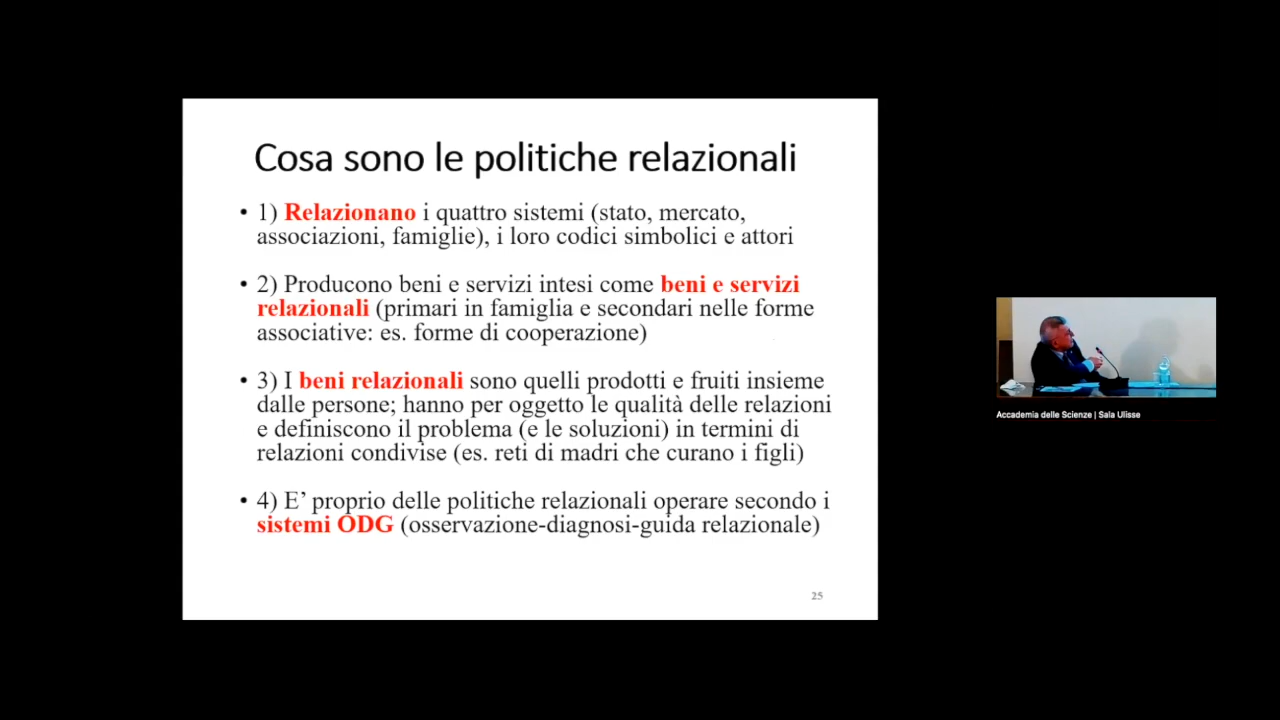 Cosa sono le politiche relazionali
• 1) Relazionano i quattro sistemi (stato, mercato,
associazioni, famiglie), i loro codici simbolici e attori
• 2) Producono beni e servizi intesi come beni e servizi
relazionali (primari in famiglia e secondari nelle forme
associative: es. forme di cooperazione)
• 3) I beni relazionali sono quelli prodotti e fruiti insieme
dalle persone; hanno per oggetto le qualità delle relazioni
e definiscono il problema (e le soluzioni) in termini di
relazioni condivise (es. reti di madri che curano i figli)
• 4) E’ proprio delle politiche relazionali operare secondo i
sistemi ODG (osservazione-diagnosi-guida relazionale)
25
Accademia delle Scienze | Sala Ulisse